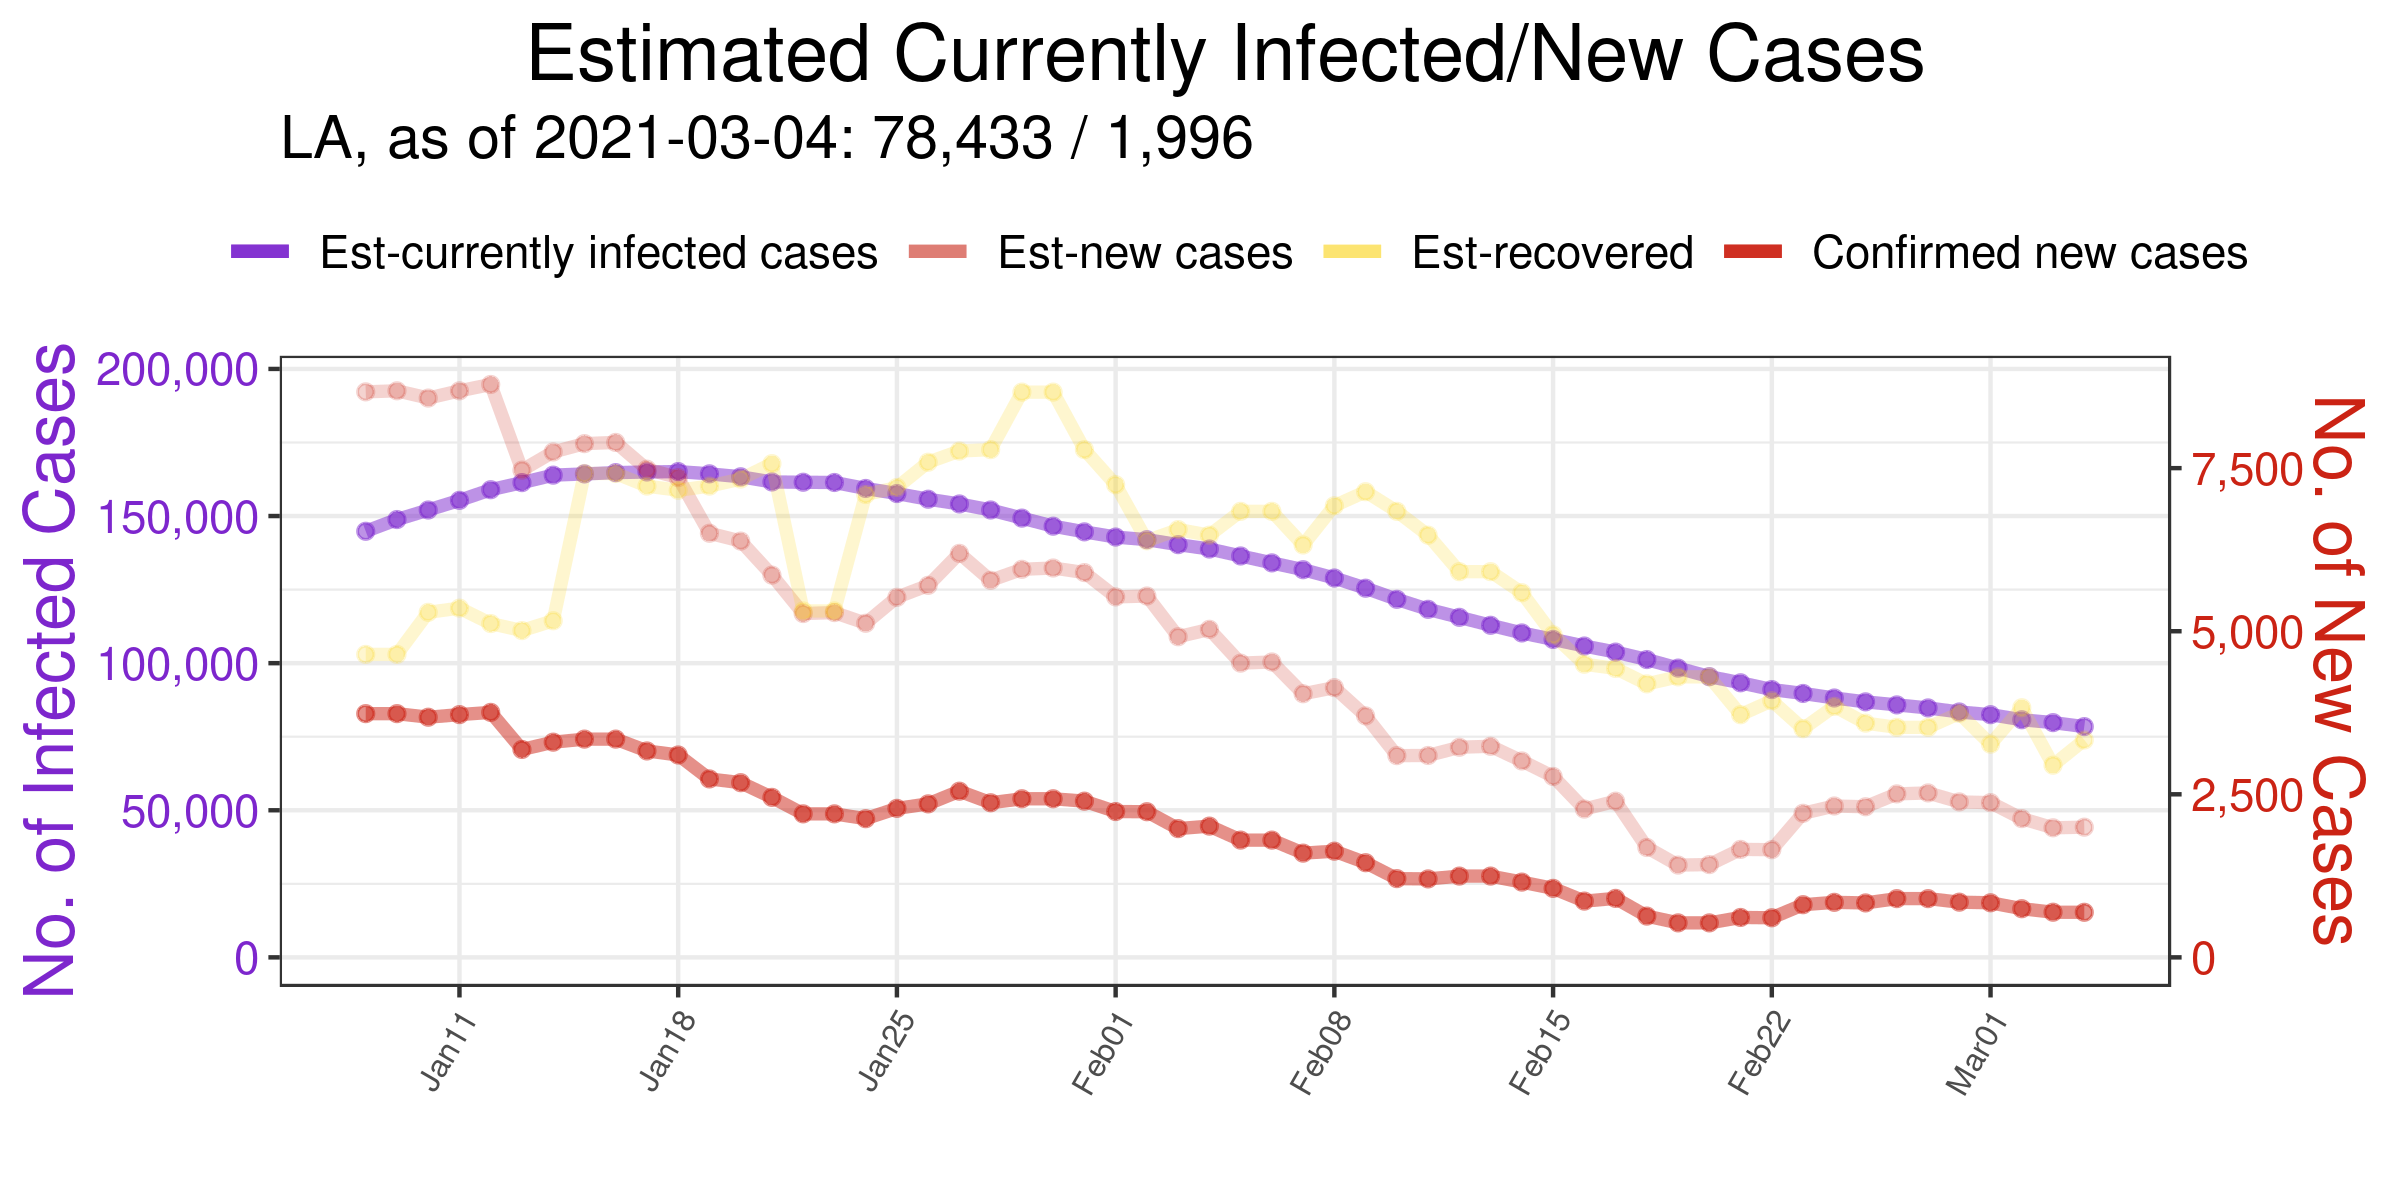 Estimated Currently Infected/New Cases
LA, as of 2021-03-04: 78,433 / 1,996
Est-currently infected cases Est-new cases Est-recovered Confirmed new cases
No. of Infected Cases
200,000
150,000
100,000
50,000
0
7,500
5,000
2,500
0
No. of New Cases
Jan11 Jan18 Jan25 Feb01 Feb08 Feb15 Feb22 Mar01